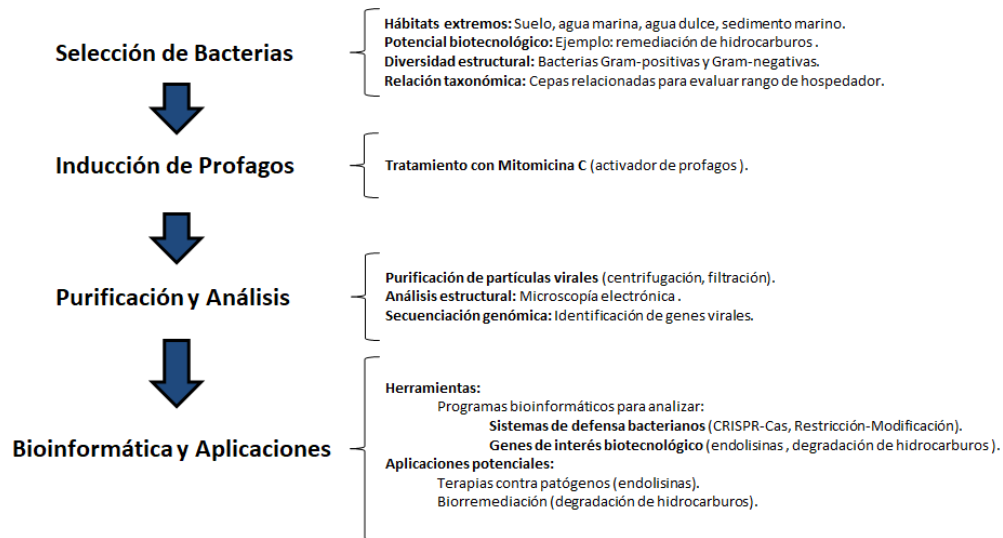 Selección de Bacterias
Hábitats extremos: Suelo, agua marina, agua dulce, sedimento marino.
Potencial biotecnológico: Ejemplo: remediación de hidrocarburos .
Diversidad estructural: Bacterias Gram-positivas y Gram-negativas.
Relación taxonómica: Cepas relacionadas para evaluar rango de hospedador.
Inducción de Profagos
Tratamiento con Mitomicina C (activador de profagos ).
Purificación y Análisis
Purificación de partículas virales (centrifugación, filtración).
Análisis estructural: Microscopía electrónica .
Secuenciación genómica: Identificación de genes virales.
Bioinformática y Aplicaciones
Herramientas:
Programas bioinformáticos para analizar:
Sistemas de defensa bacterianos (CRISPR-Cas, Restricción-Modificación).
Genes de interés biotecnológico (endolisinas , degradación de hidrocarburos ).
Aplicaciones potenciales:
Terapias contra patógenos (endolisinas).
Biorremediación (degradación de hidrocarburos).